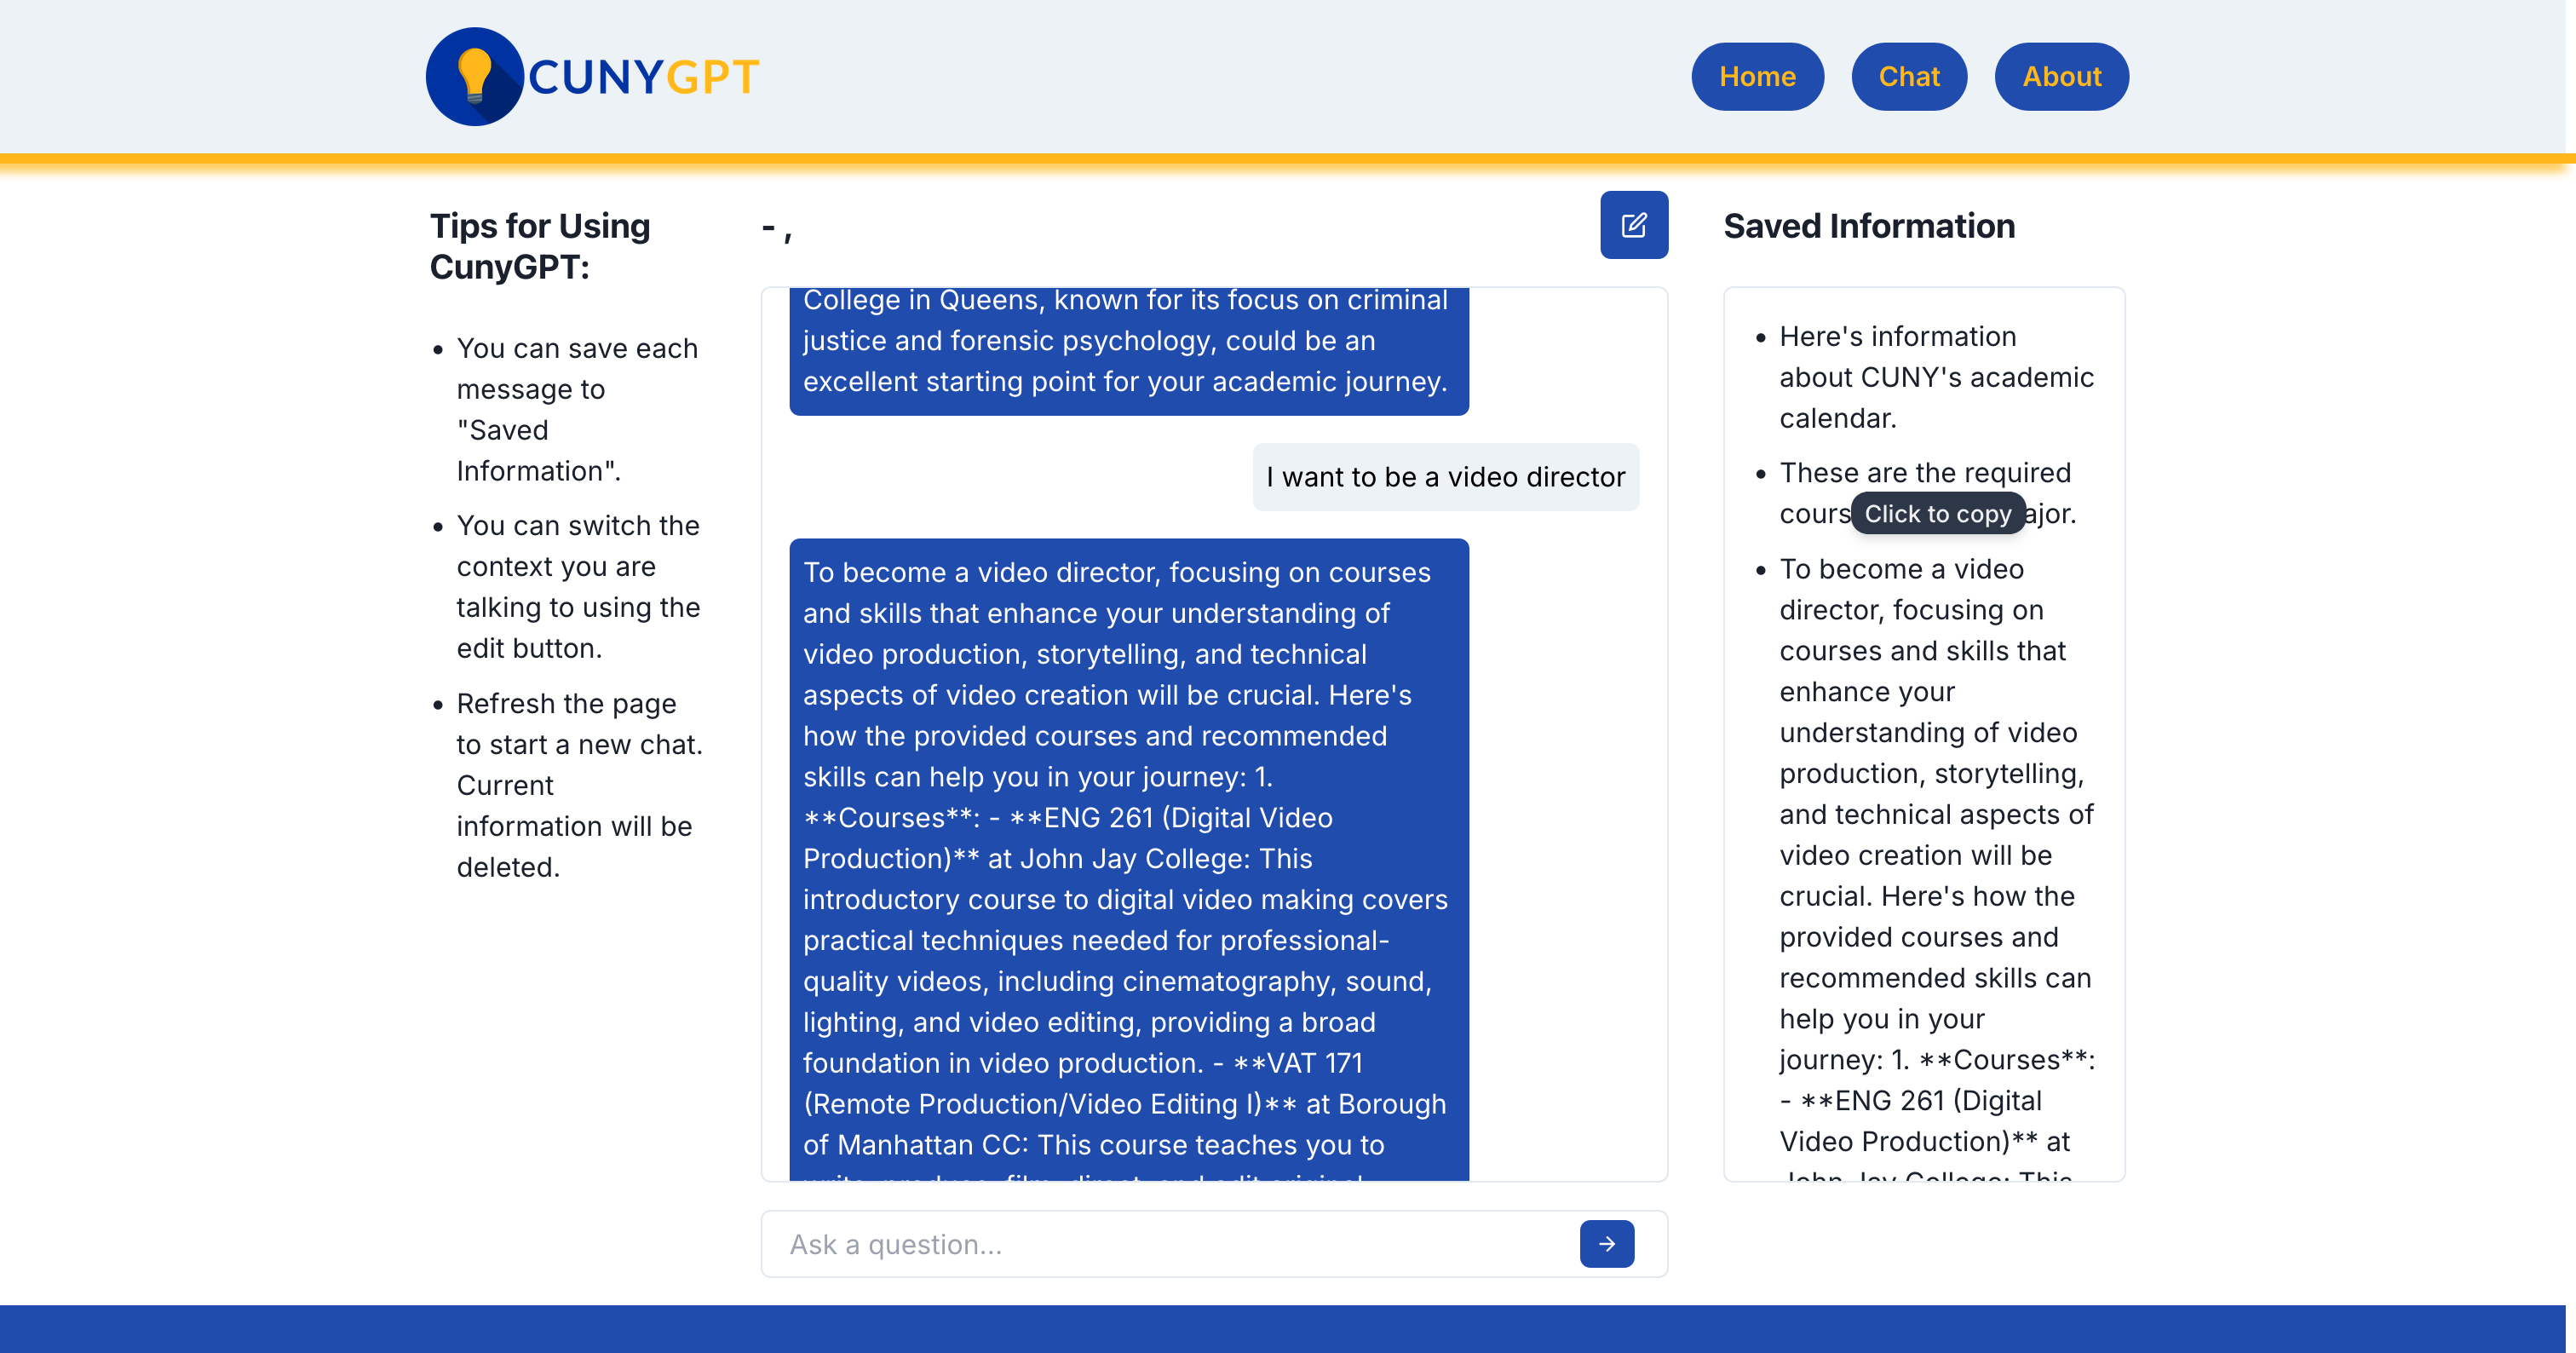 CUNYGPT
Home
Chat
About
Tips for Using
CunyGPT:
• You can save each
message to
"Saved
Information".
• You can switch the
context you are
talking to using the
edit button.
• Refresh the page
to start a new chat.
Current
information will be
deleted.
- ,
College in Queens, known for its focus on criminal
justice and forensic psychology, could be an
excellent starting point for your academic journey.
I want to be a video director
To become a video director, focusing on courses
and skills that enhance your understanding of
video production, storytelling, and technical
aspects of video creation will be crucial. Here's
how the provided courses and recommended
skills can help you in your journey: 1.
**Courses**: - **ENG 261 (Digital Video
Production)** at John Jay College: This
introductory course to digital video making covers
practical techniques needed for professional-
quality videos, including cinematography, sound,
lighting, and video editing, providing a broad
foundation in video production. - **VAT 171
(Remote Production/Video Editing I)** at Borough
of Manhattan CC: This course teaches you to
write, produce, film, direct, and edit original
Ask a question...
Saved Information
• Here's information
about CUNY's academic
calendar.
• These are the required
cours Click to copy ajor.
• To become a video
director, focusing on
courses and skills that
enhance your
understanding of video
production, storytelling,
and technical aspects of
video creation will be
crucial. Here's how the
provided courses and
recommended skills can
help you in your
journey: 1. **Courses**:
- **ENG 261 (Digital
Video Production)** at
John Jay College: This